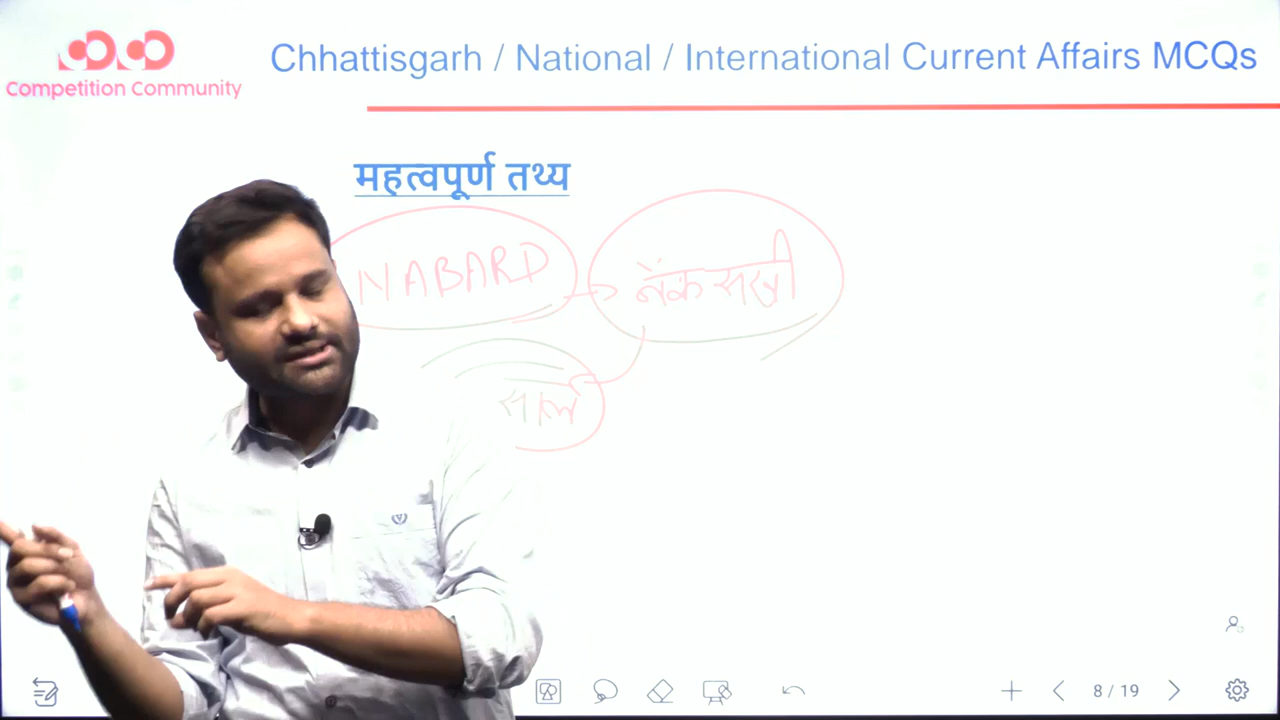 Competition Community
Chhattisgarh / National / International Current Affairs MCQs
महत्वपूर्ण तथ्य
NABARD
बैंक सखी
8 / 19